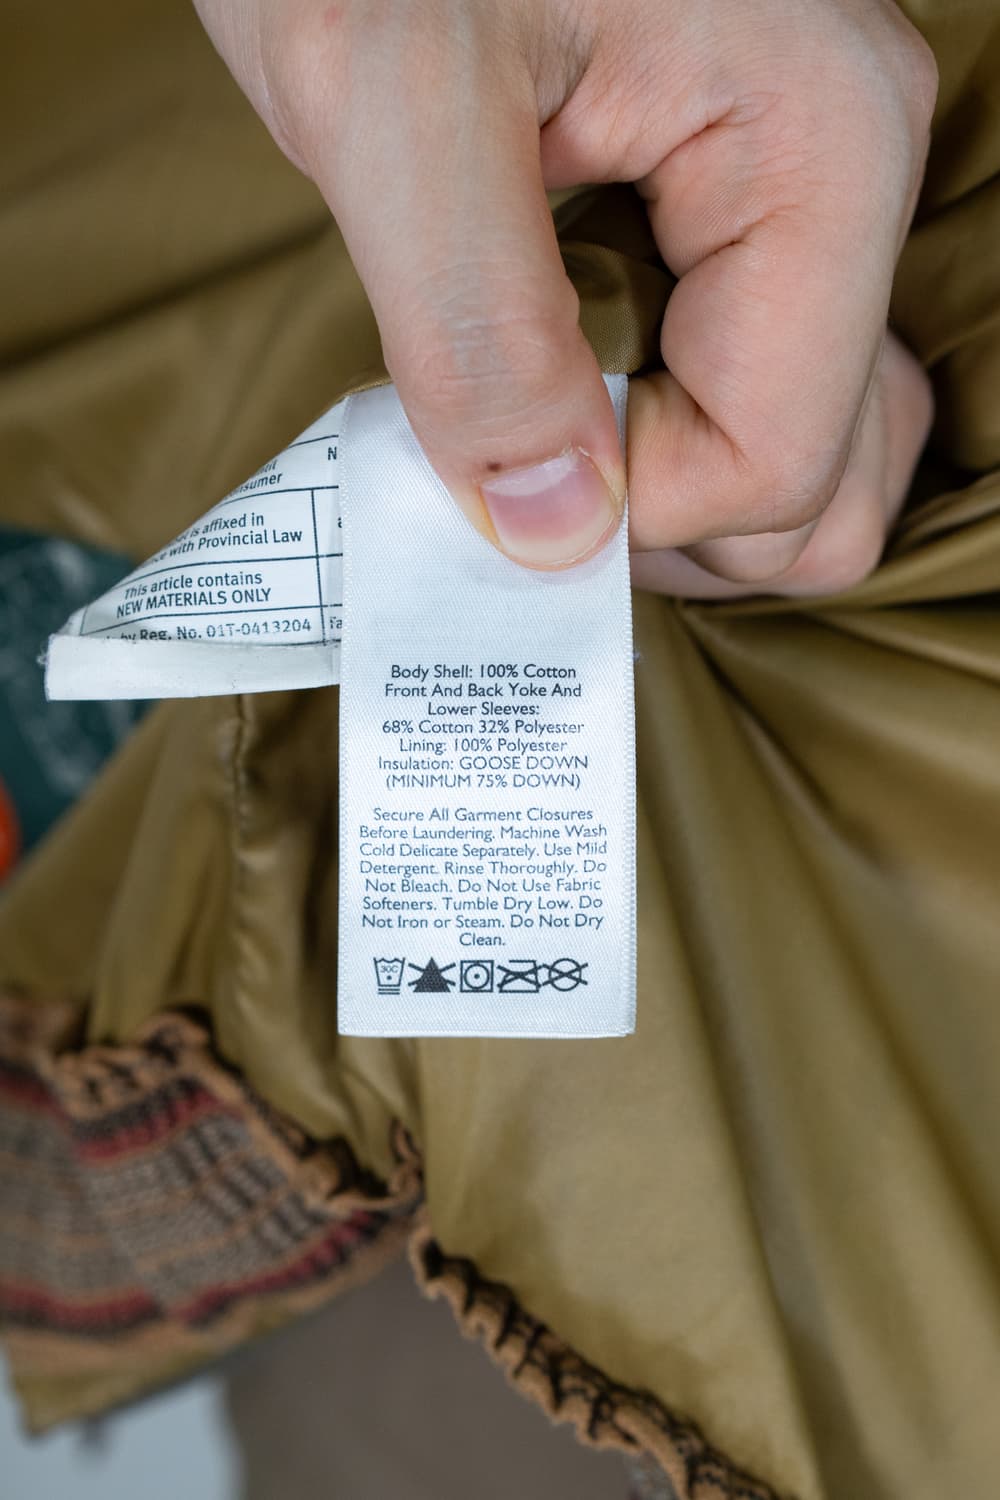 N
nsumer
is affixed in
with Provincial Law
This article contains
NEW MATERIALS ONLY
by Reg. No. 01T-0413204
Fa
Body Shell: 100% Cotton
Front And Back Yoke And
Lower Sleeves:
68% Cotton 32% Polyester
Lining: 100% Polyester
Insulation: GOOSE DOWN
(MINIMUM 75% DOWN)
Secure All Garment Closures
Before Laundering. Machine Wash
Cold Delicate Separately. Use Mild
Detergent. Rinse Thoroughly. Do
Not Bleach. Do Not Use Fabric
Softeners. Tumble Dry Low. Do
Not Iron or Steam. Do Not Dry
Clean.
30C